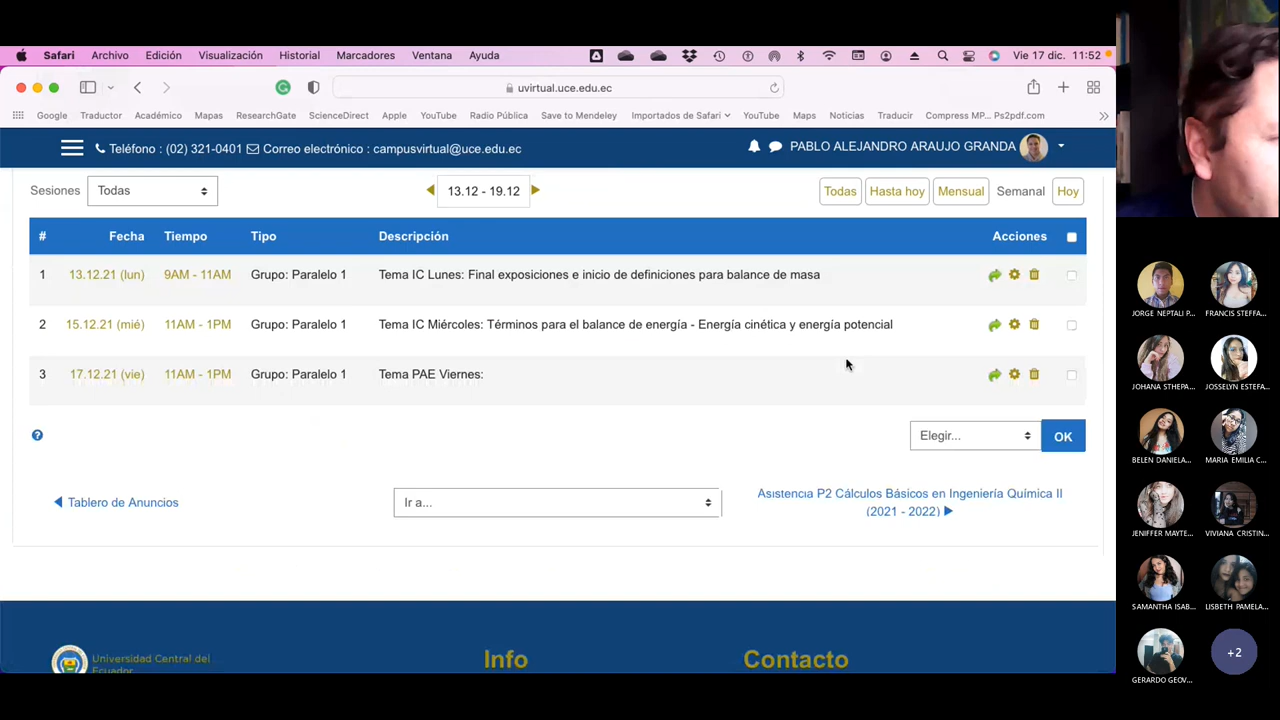 Safari Archivo Edición Visualización Historial Marcadores Ventana Ayuda Vie 17 dic. 11:52
uvirtual.uce.edu.ec
Google Traductor Académico Mapas ResearchGate ScienceDirect Apple YouTube Radio Pública Save to Mendeley Importados de Safari YouTube Maps Noticias Traducir Compress MP... Ps2pdf.com
Teléfono : (02) 321-0401 Correo electrónico : campusvirtual@uce.edu.ec PABLO ALEJANDRO ARAUJO GRANDA
Sesiones Todas 13.12 - 19.12 Todas Hasta hoy Mensual Semanal Hoy
# Fecha Tiempo Tipo Descripción Acciones
1 13.12.21 (lun) 9AM - 11AM Grupo: Paralelo 1 Tema IC Lunes: Final exposiciones e inicio de definiciones para balance de masa
2 15.12.21 (mié) 11AM - 1PM Grupo: Paralelo 1 Tema IC Miércoles: Términos para el balance de energía - Energía cinética y energía potencial
3 17.12.21 (vie) 11AM - 1PM Grupo: Paralelo 1 Tema PAE Viernes:
Elegir... OK
Tablero de Anuncios Ir a... Asistencia P2 Cálculos Básicos en Ingeniería Química II
(2021 - 2022)
Universidad Central del
Ecuador
Info Contacto
JORGE NEPTALI P... FRANCIS STEFFA...
JOHANA STHEPA... JOSSELYN ESTEFA...
BELEN DANIELA... MARIA EMILIA C...
JENIFFER MAYTE... VIVIANA CRISTIN...
SAMANTHA ISAB... LISBETH PAMELA...
GERARDO GEOV... +2